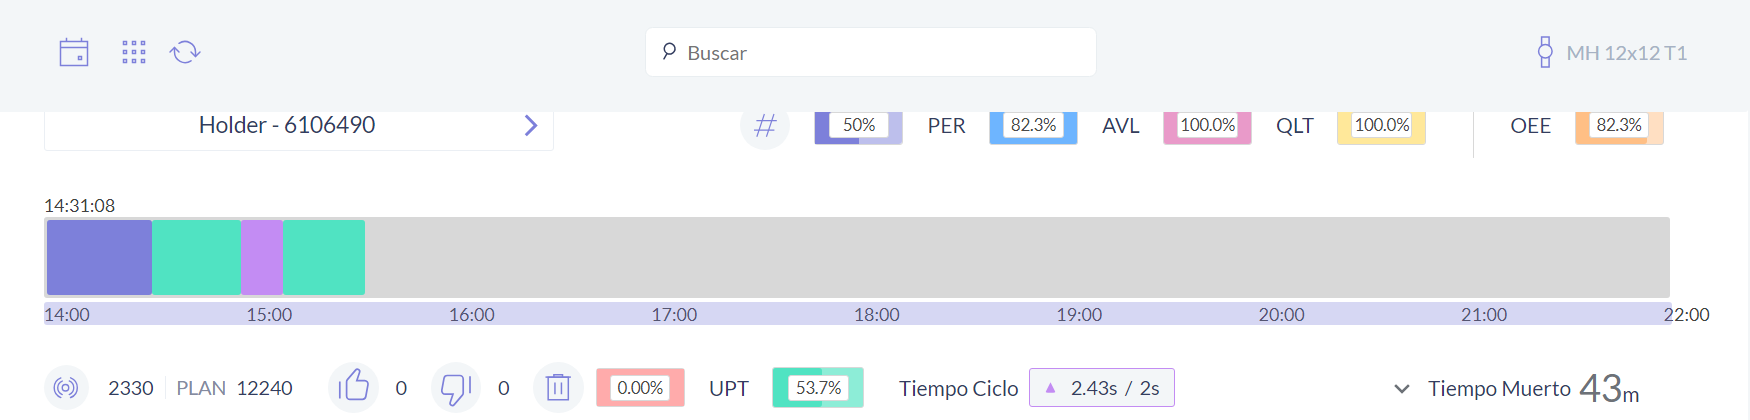 Buscar
MH 12x12 T1
Holder - 6106490
# 50% PER 82.3% AVL 100.0% QLT 100.0% OEE 82.3%
14:31:08
14:00 15:00 16:00 17:00 18:00 19:00 20:00 21:00 22:00
2330 PLAN 12240 0 0 0.00% UPT 53.7% Tiempo Ciclo 2.43s / 2s Tiempo Muerto 43m